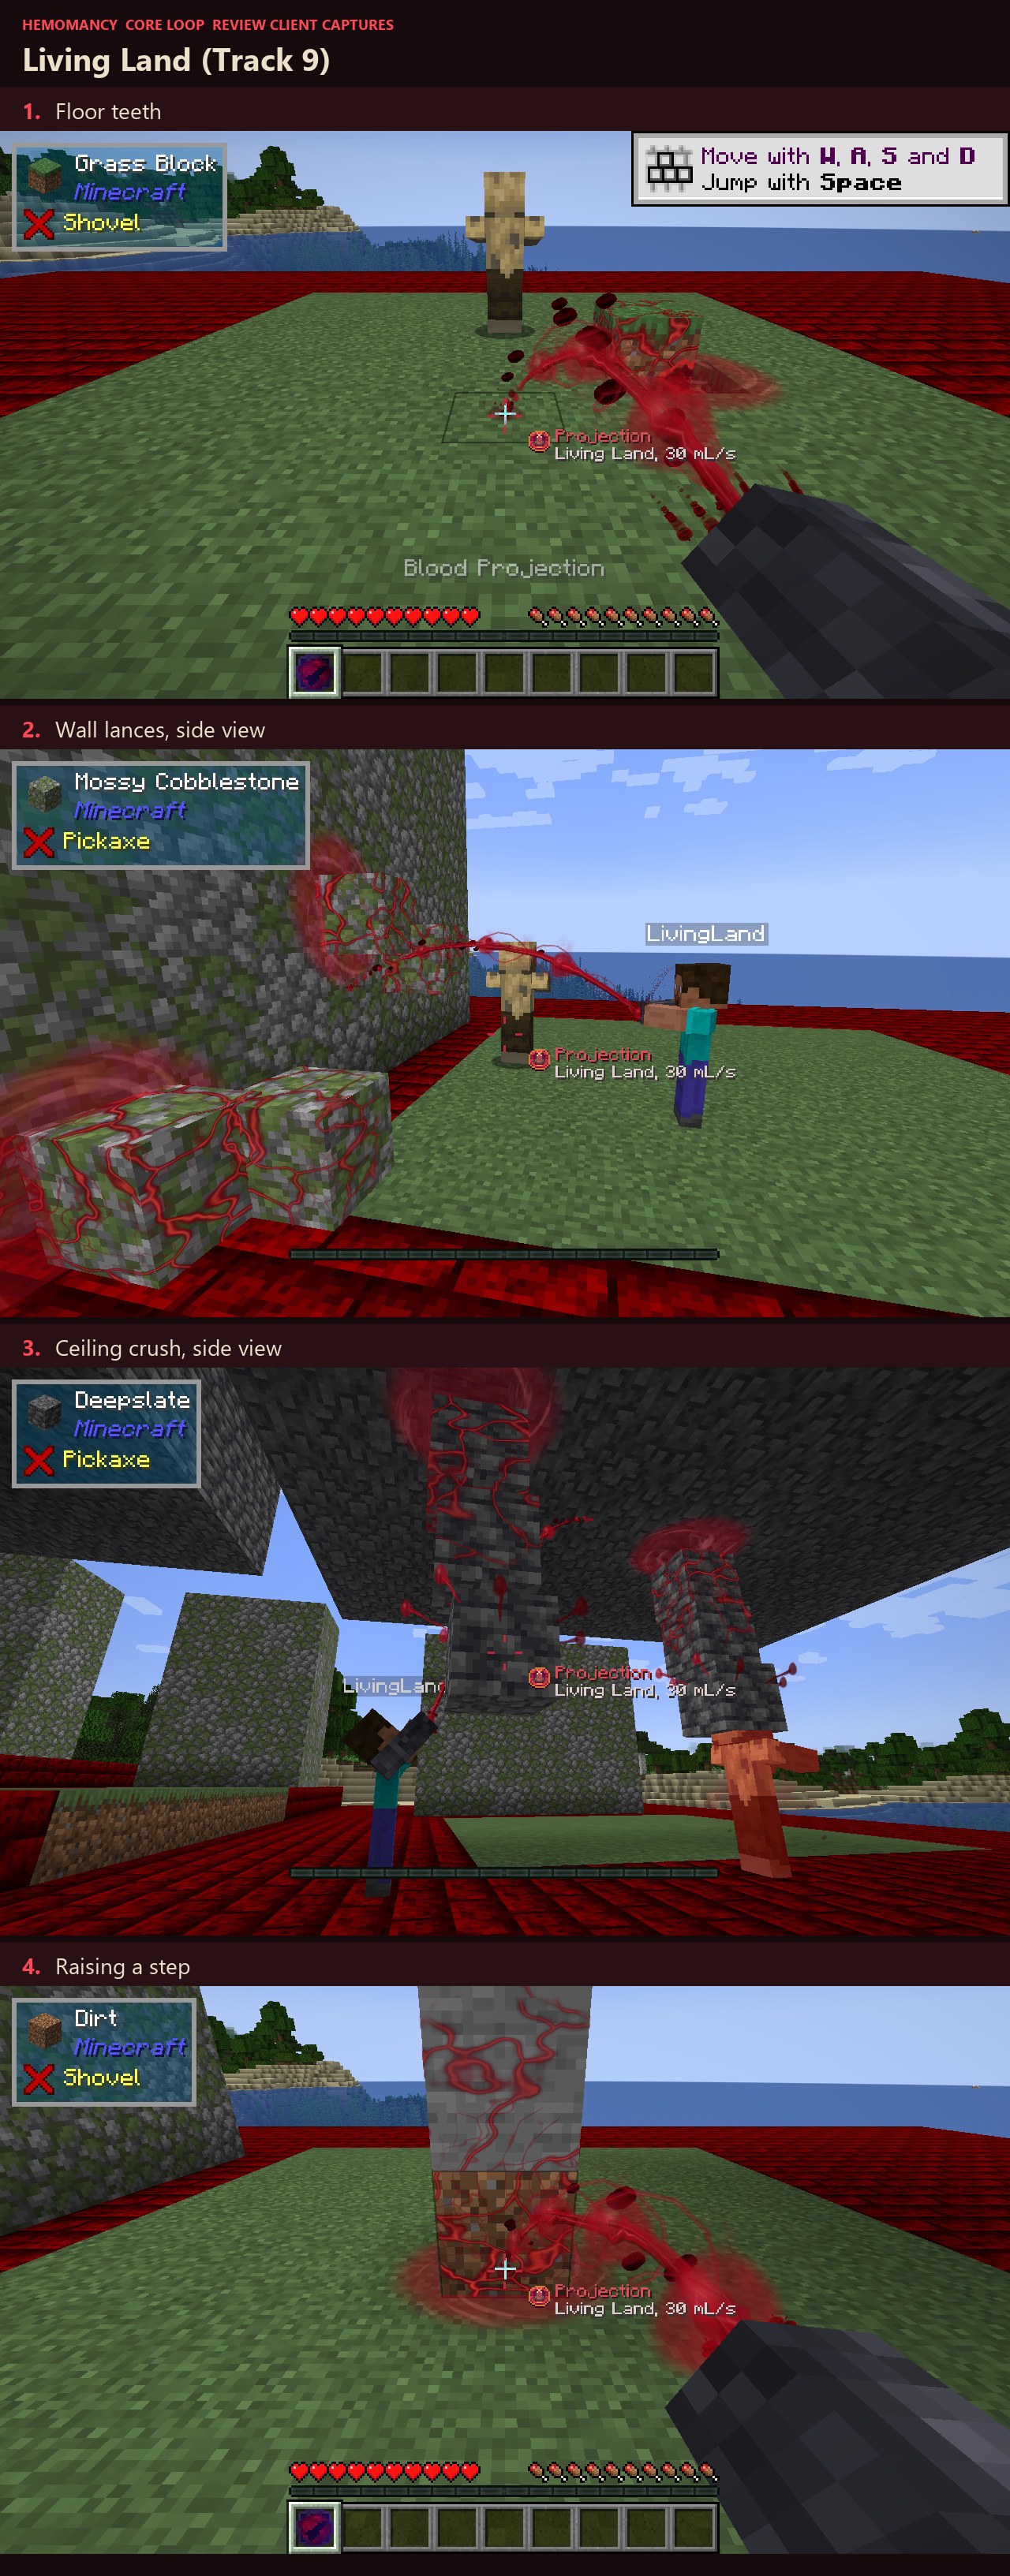 HEMOMANCY CORE LOOP REVIEW CLIENT CAPTURES
Living Land (Track 9)
1. Floor teeth
Grass Block
Minecraft
Shovel
Move with W, A, S and D
Jump with Space
Projection
Living Land, 30 mL/s
Blood Projection
2. Wall lances, side view
Mossy Cobblestone
Minecraft
Pickaxe
LivingLand
Projection
Living Land, 30 mL/s
3. Ceiling crush, side view
Deepslate
Minecraft
Pickaxe
LivingLand
Projection
Living Land, 30 mL/s
4. Raising a step
Dirt
Minecraft
Shovel
Projection
Living Land, 30 mL/s